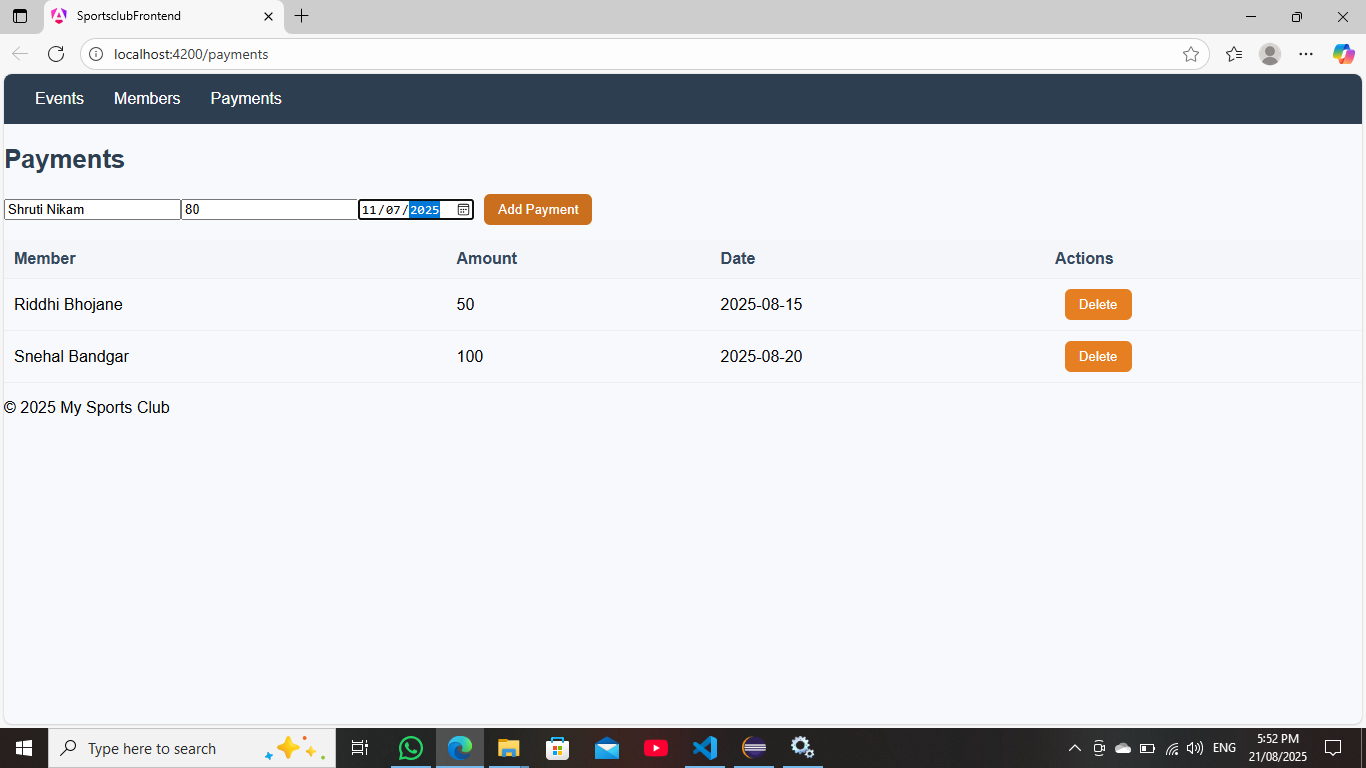 SportsclubFrontend
localhost:4200/payments
Events Members Payments
Payments
Shruti Nikam 80 11/07/2025 Add Payment
Member Amount Date Actions
Riddhi Bhojane 50 2025-08-15 Delete
Snehal Bandgar 100 2025-08-20 Delete
© 2025 My Sports Club
Type here to search ENG 5:52 PM
21/08/2025